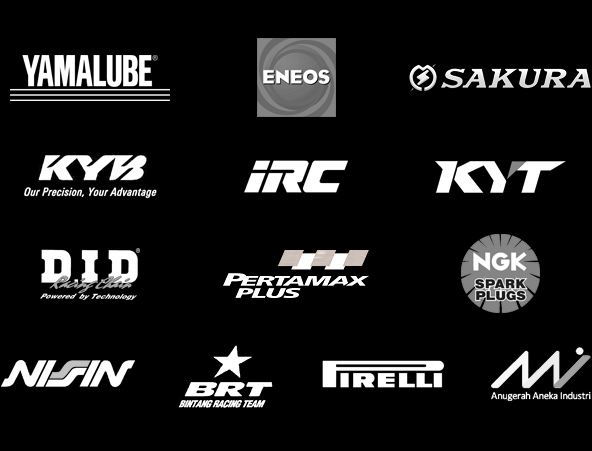 YAMALUBE®
ENEOS
SAKURA
KYB
Our Precision, Your Advantage
iRC
KYT
D.I.D®
Racing Chain
Powered by Technology
PERTAMAX
PLUS
NGK
SPARK
PLUGS
NISSIN
BRT
BINTANG RACING TEAM
PIRELLI
Anugerah Aneka Industri